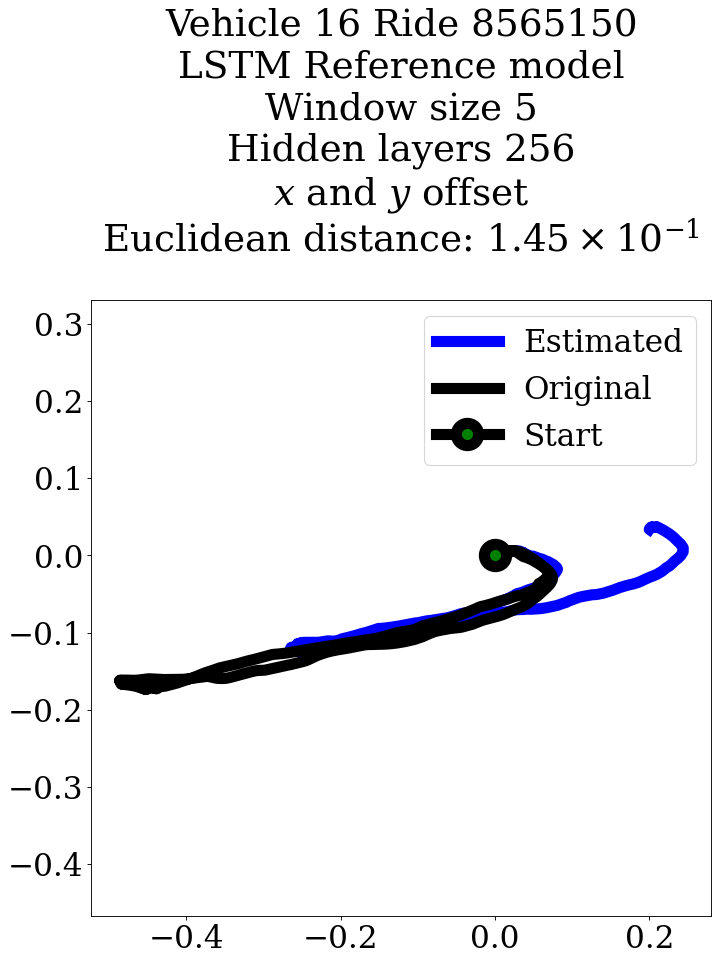 Vehicle 16 Ride 8565150
LSTM Reference model
Window size 5
Hidden layers 256
x and y offset
Euclidean distance: 1.45 × 10⁻¹
Estimated
Original
Start
0.3
0.2
0.1
0.0
−0.1
−0.2
−0.3
−0.4
−0.4 −0.2 0.0 0.2